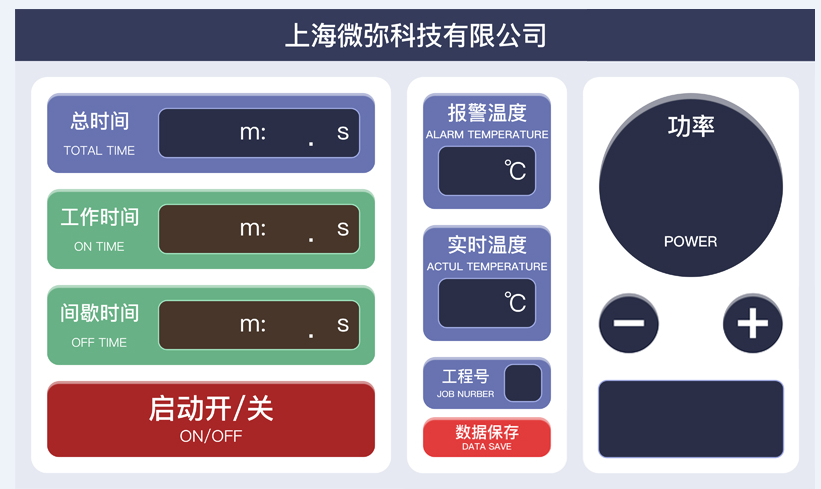 上海微弥科技有限公司
总时间
TOTAL TIME
m: . s
工作时间
ON TIME
m: . s
间歇时间
OFF TIME
m: . s
启动开/关
ON/OFF
报警温度
ALARM TEMPERATURE
℃
实时温度
ACTUL TEMPERATURE
℃
工程号
JOB NURBER
数据保存
DATA SAVE
功率
POWER
− +